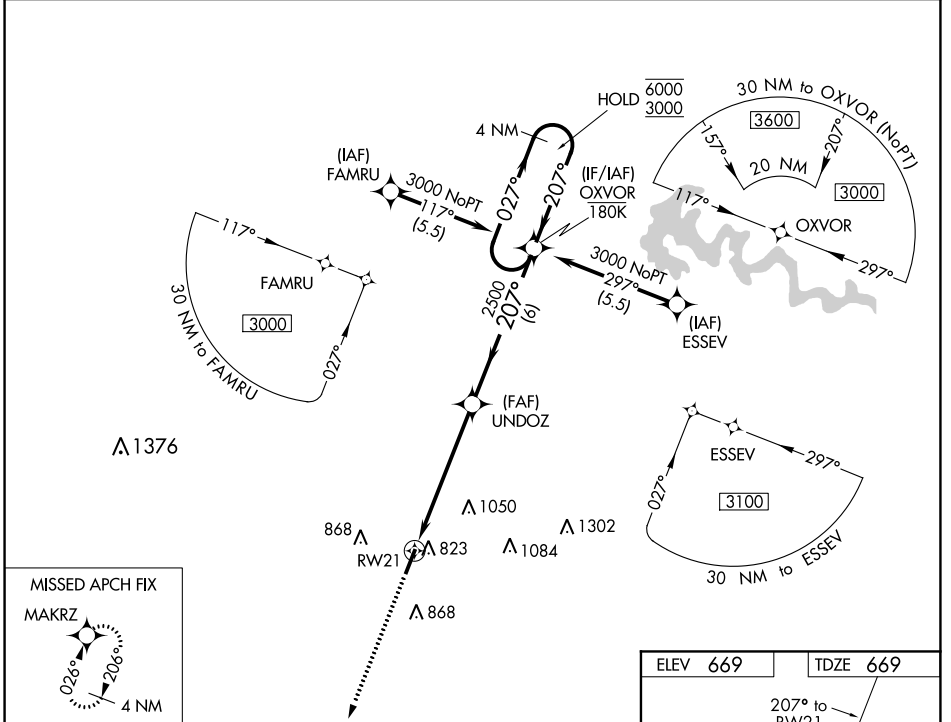 HOLD 6000
3000
4 NM
027°
207°
(IF/IAF)
OXVOR
180K
(IAF)
FAMRU
3000 NoPT
117°
(5.5)
30 NM to OXVOR (NoPT)
3600
157°
207°
20 NM
3000
117°
OXVOR
297°
3000 NoPT
297°
(5.5)
(IAF)
ESSEV
117°
FAMRU
3000
027°
30 NM to FAMRU
2500
207°
(6)
(FAF)
UNDOZ
ESSEV
297°
027°
3100
30 NM to ESSEV
1376
1050
868
1302
RW21
823
1084
868
MISSED APCH FIX
MAKRZ
026°
206°
4 NM
ELEV 669
TDZE 669
207° to
RW21